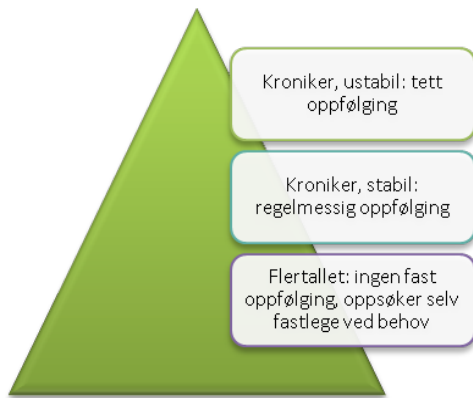 Kroniker, ustabil: tett
oppfølging
Kroniker, stabil:
regelmessig oppfølging
Flertallet: ingen fast
oppfølging, oppsøker selv
fastlege ved behov